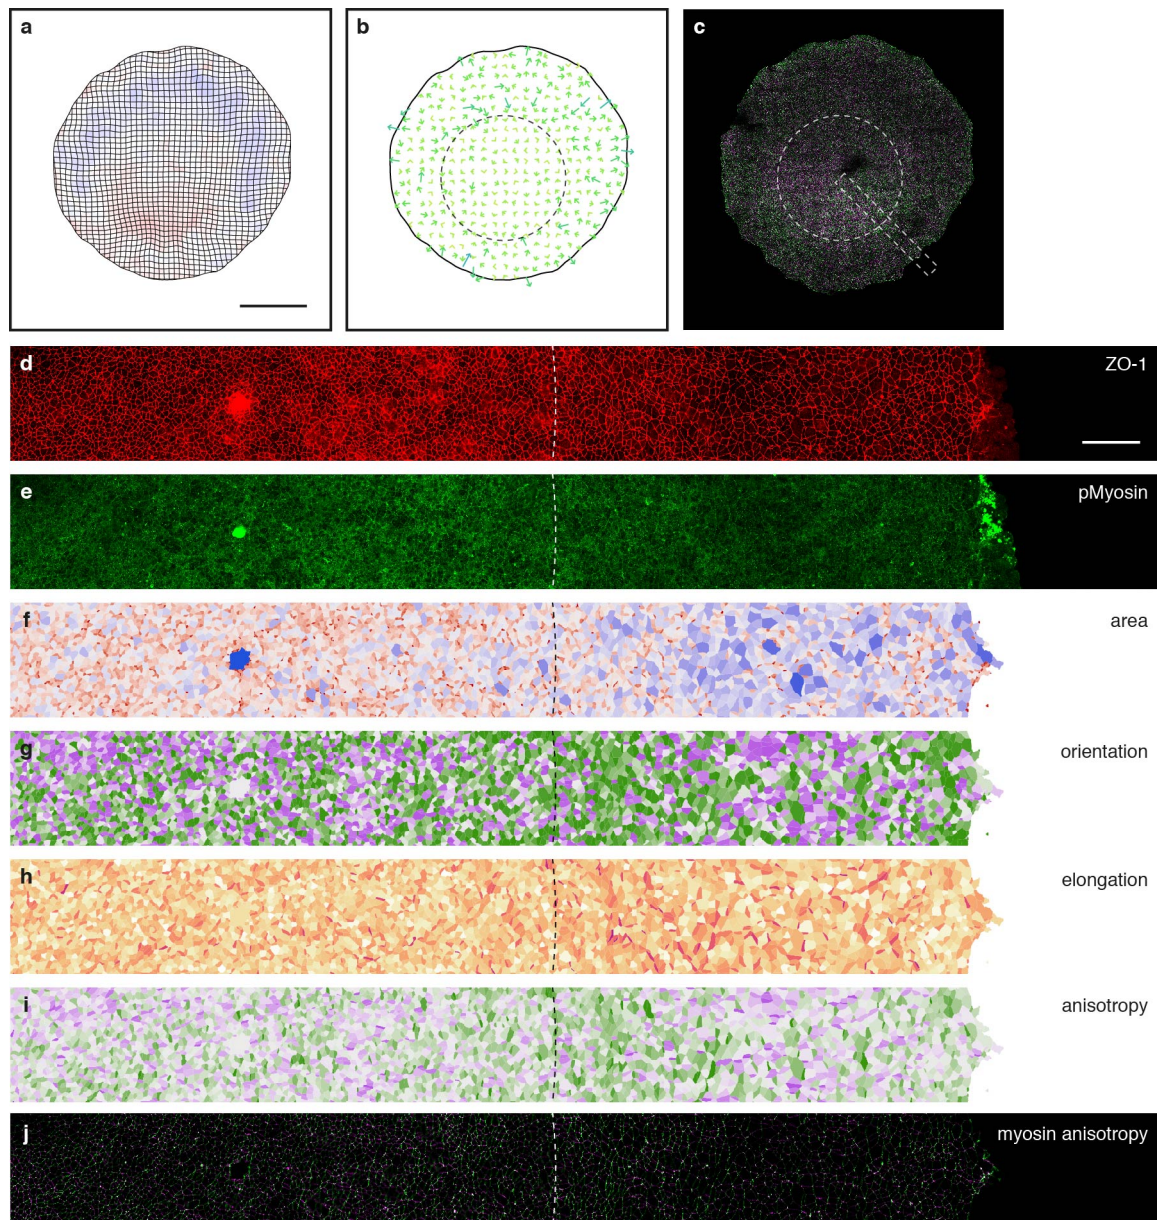 a
b
c
d
ZO-1
e
pMyosin
f
area
g
orientation
h
elongation
i
anisotropy
j
myosin anisotropy